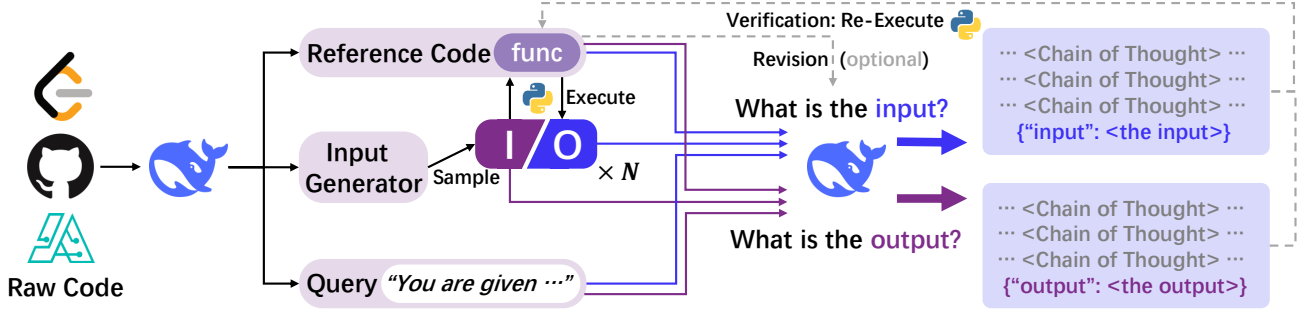 Verification: Re-Execute
Reference Code func
Revision (optional)
Execute
What is the input?
··· <Chain of Thought> ···
··· <Chain of Thought> ···
··· <Chain of Thought> ···
{“input”: <the input>}
Input
Generator
Sample
I/O
× N
What is the output?
··· <Chain of Thought> ···
··· <Chain of Thought> ···
··· <Chain of Thought> ···
{“output”: <the output>}
Raw Code
Query “You are given ···”